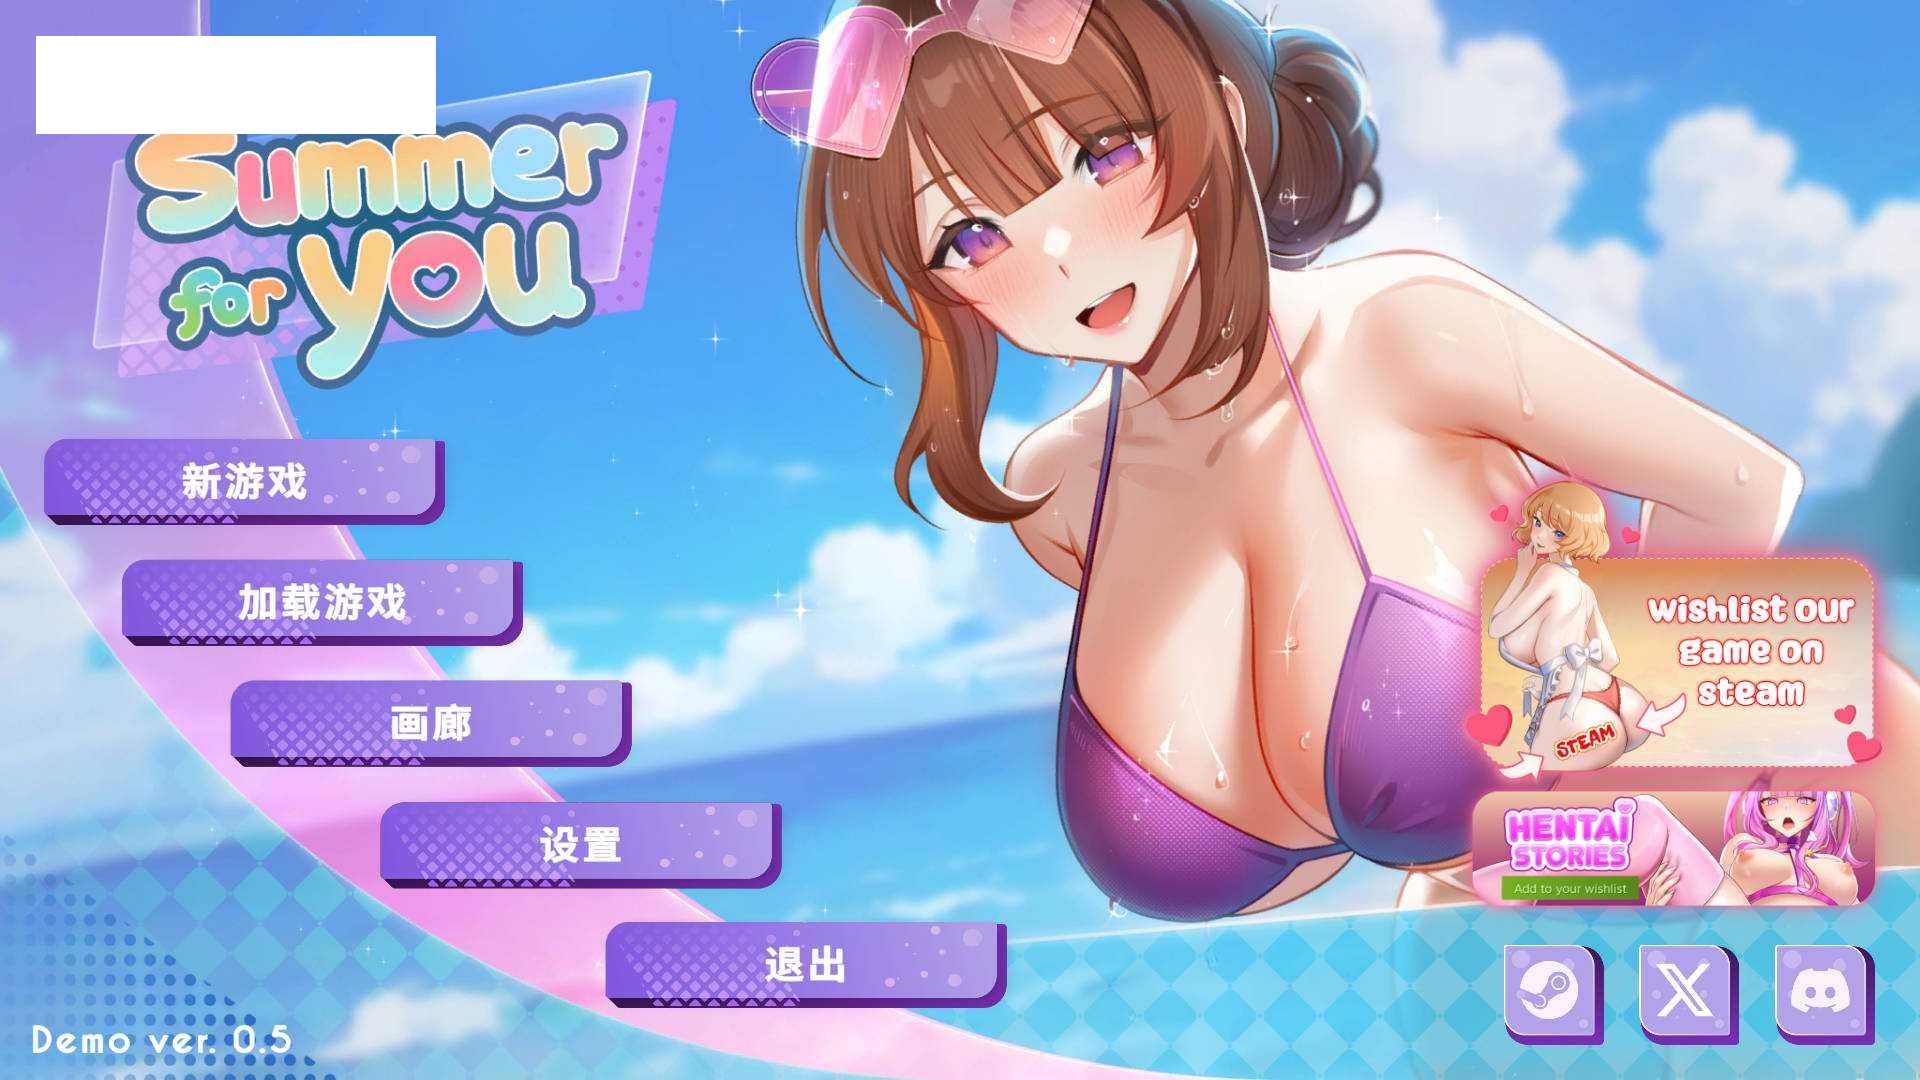 Summer
for you
新游戏
加载游戏
画廊
设置
退出
Wishlist our
game on
steam
STEAM
HENTAI
STORIES
Add to your wishlist
Demo ver. 0.5